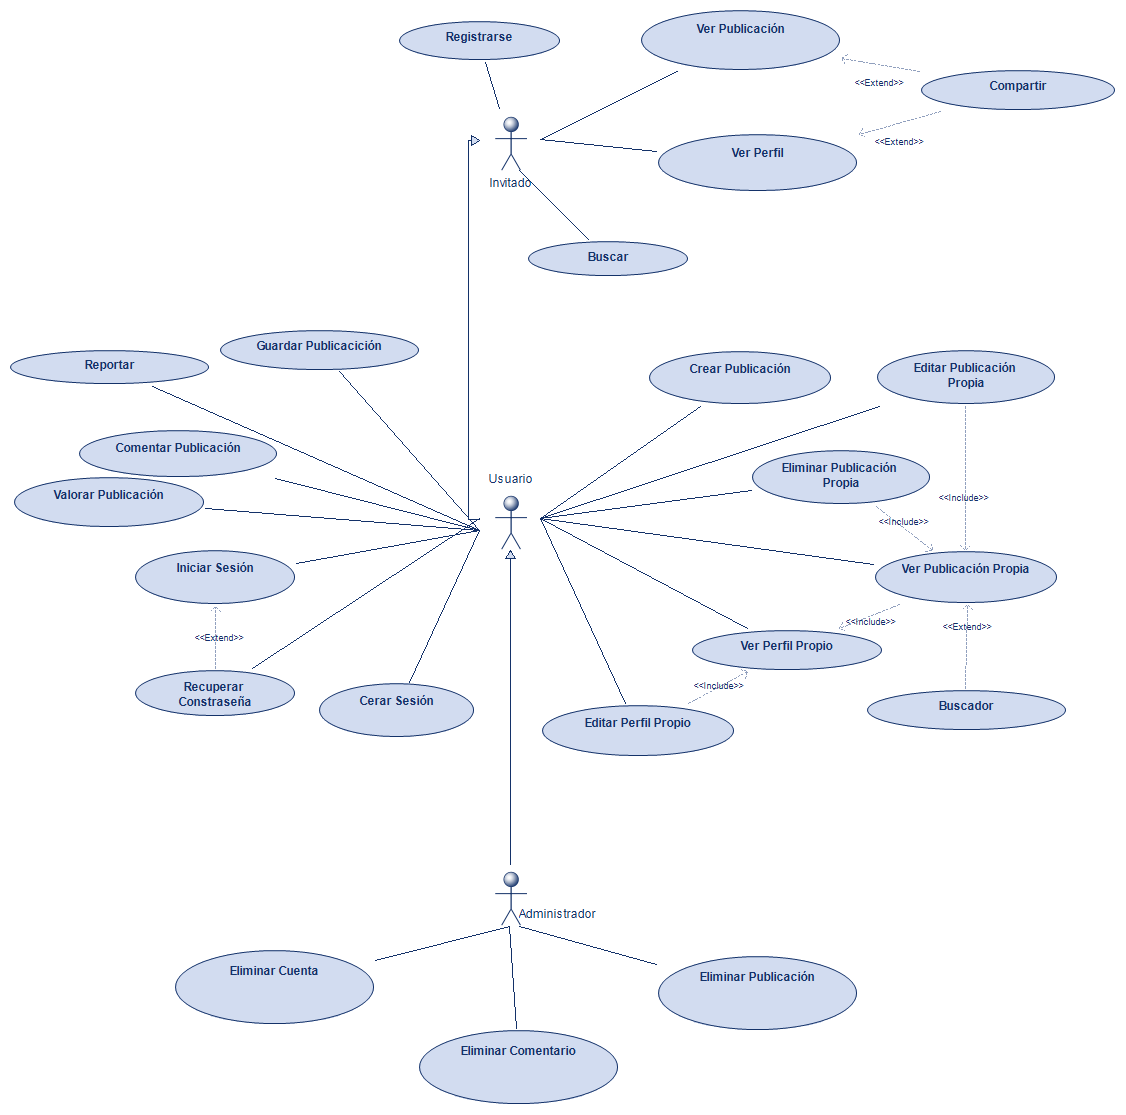 Registrarse
Ver Publicación
<<Extend>>
Compartir
<<Extend>>
Ver Perfil
Invitado
Buscar
Guardar Publicacición
Reportar
Comentar Publicación
Valorar Publicación
Iniciar Sesión
<<Extend>>
Recuperar
Constraseña
Cerar Sesión
Usuario
Crear Publicación
Editar Publicación
Propia
Eliminar Publicación
Propia
<<Include>>
<<Include>>
Ver Publicación Propia
<<Include>>
<<Extend>>
Ver Perfil Propio
<<Include>>
Buscador
Editar Perfil Propio
Administrador
Eliminar Cuenta
Eliminar Publicación
Eliminar Comentario